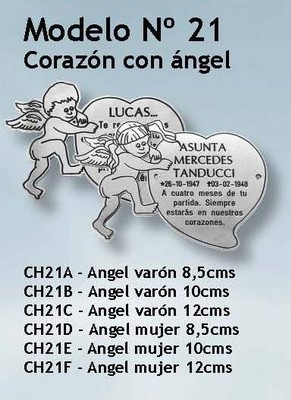 Modelo Nº 21
Corazón con ángel
LUCAS...
Te re
ASUNTA
MERCEDES
TANDUCCI
*26-10-1947 †03-02-1948
A cuatro meses de tu
partida. Siempre
estarás en nuestros
corazones.
CH21A - Angel varón 8,5cms
CH21B - Angel varón 10cms
CH21C - Angel varón 12cms
CH21D - Angel mujer 8,5cms
CH21E - Angel mujer 10cms
CH21F - Angel mujer 12cms